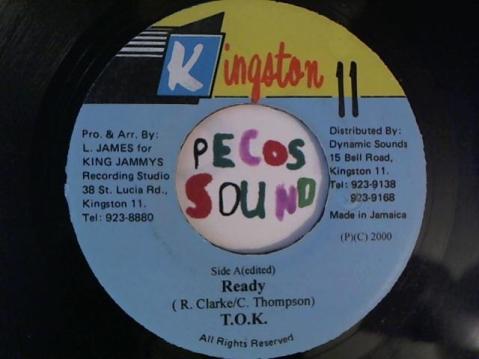 Kingston 11
Pro. & Arr. By:
L. JAMES for
KING JAMMYS
Recording Studio
38 St. Lucia Rd.,
Kingston 11.
Tel: 923-8880
PECOS
SOUND
Distributed By:
Dynamic Sounds
15 Bell Road,
Kingston 11.
Tel: 923-9138
923-9168
Made in Jamaica
(P)(C) 2000
Side A(edited)
Ready
( R. Clarke/C. Thompson)
T.O.K.
All Rights Reserved